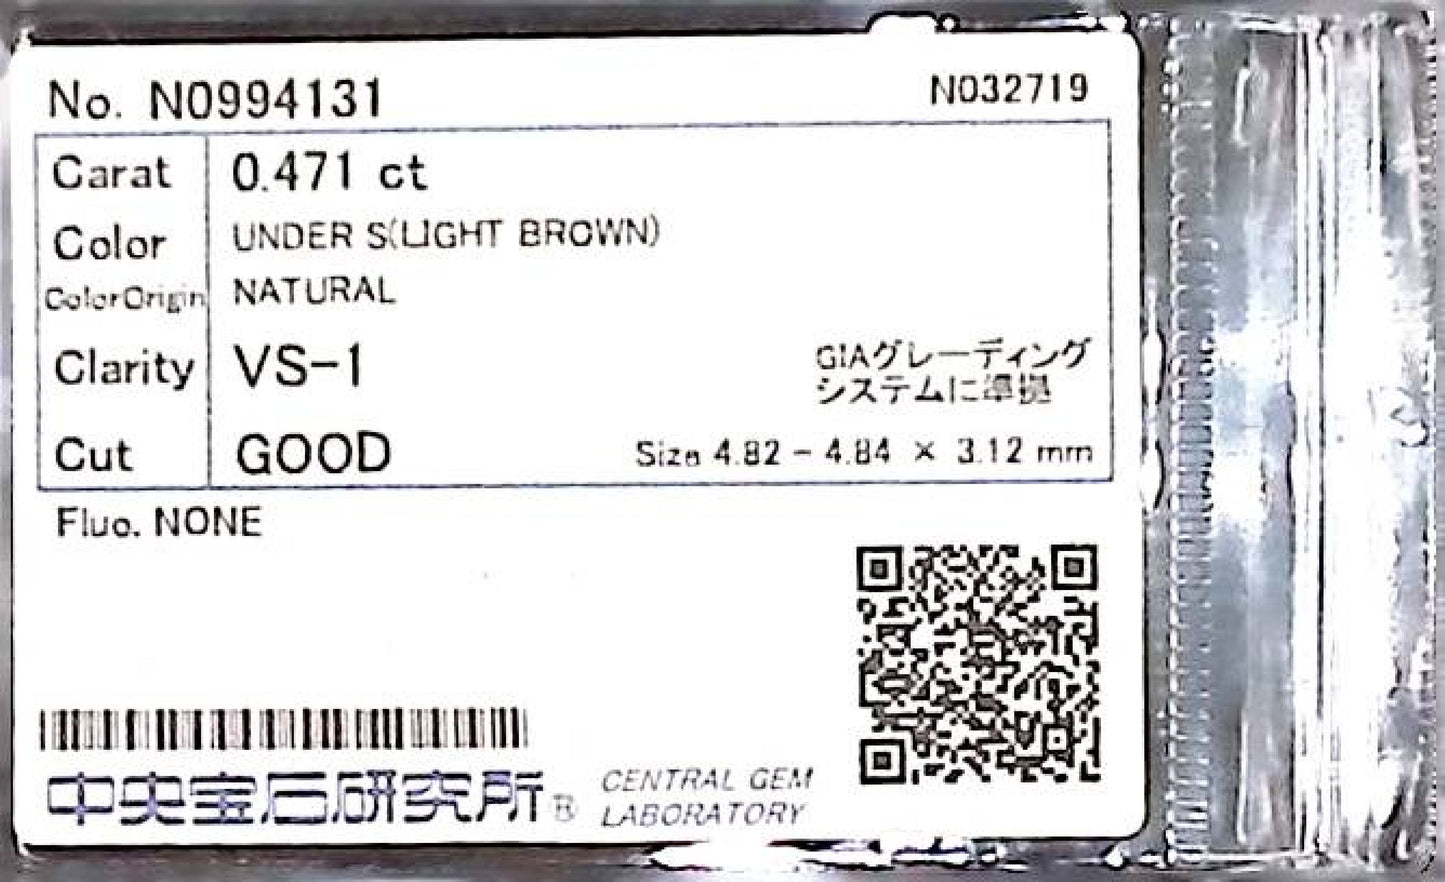 No. N0994131 N032719
Carat 0.471 ct
Color UNDER S(LIGHT BROWN)
ColorOrigin NATURAL
Clarity VS-1
GIAグレーディング
システムに準拠
Cut GOOD Size 4.82 - 4.84 × 3.12 mm
Fluo. NONE
中央宝石研究所® CENTRAL GEM
LABORATORY